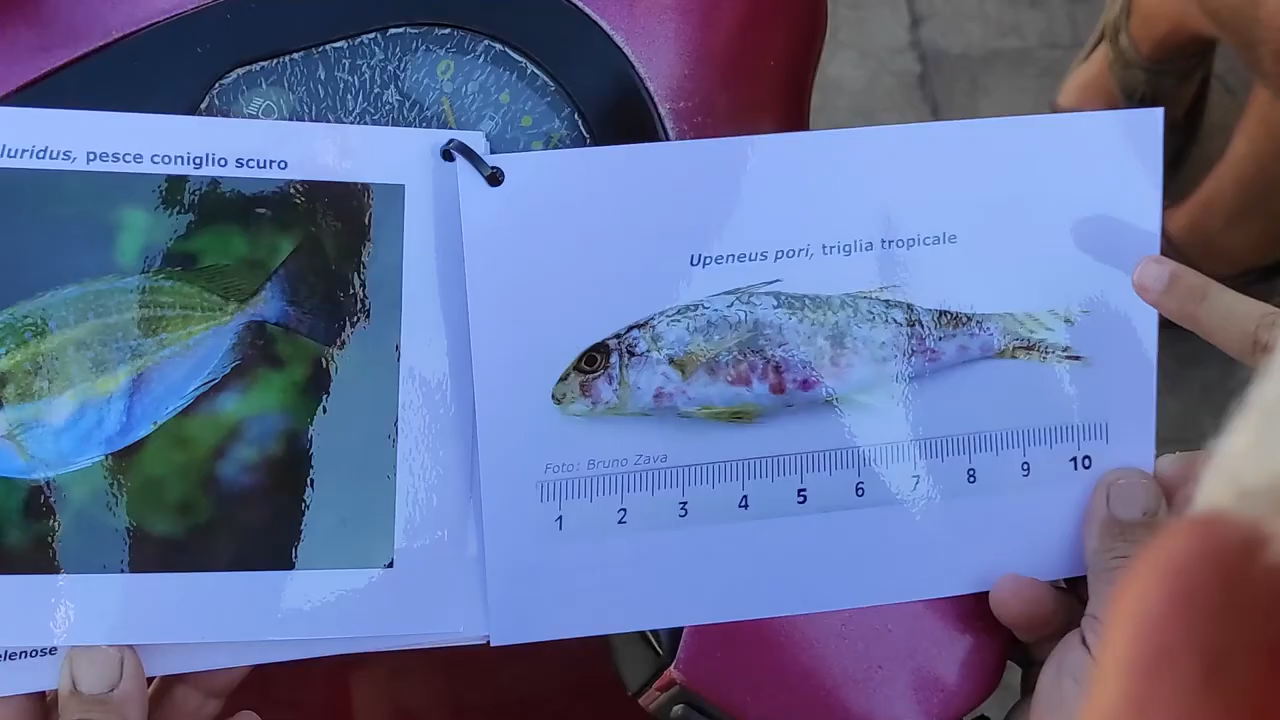 luridus, pesce coniglio scuro
elenose
Upeneus pori, triglia tropicale
Foto: Bruno Zava
1 2 3 4 5 6 7 8 9 10